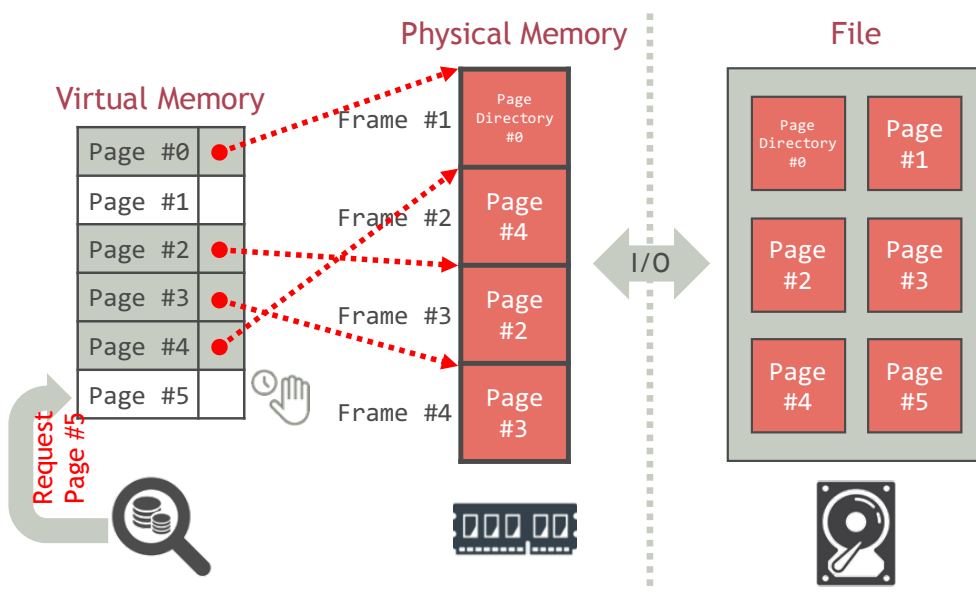 Physical Memory
File
Virtual Memory
Page #0
Page #1
Page #2
Page #3
Page #4
Page #5
Request
Page #5
Frame #1
Frame #2
Frame #3
Frame #4
Page
Directory
#0
Page
#4
Page
#2
Page
#3
I/O
Page
Directory
#0
Page
#1
Page
#2
Page
#3
Page
#4
Page
#5